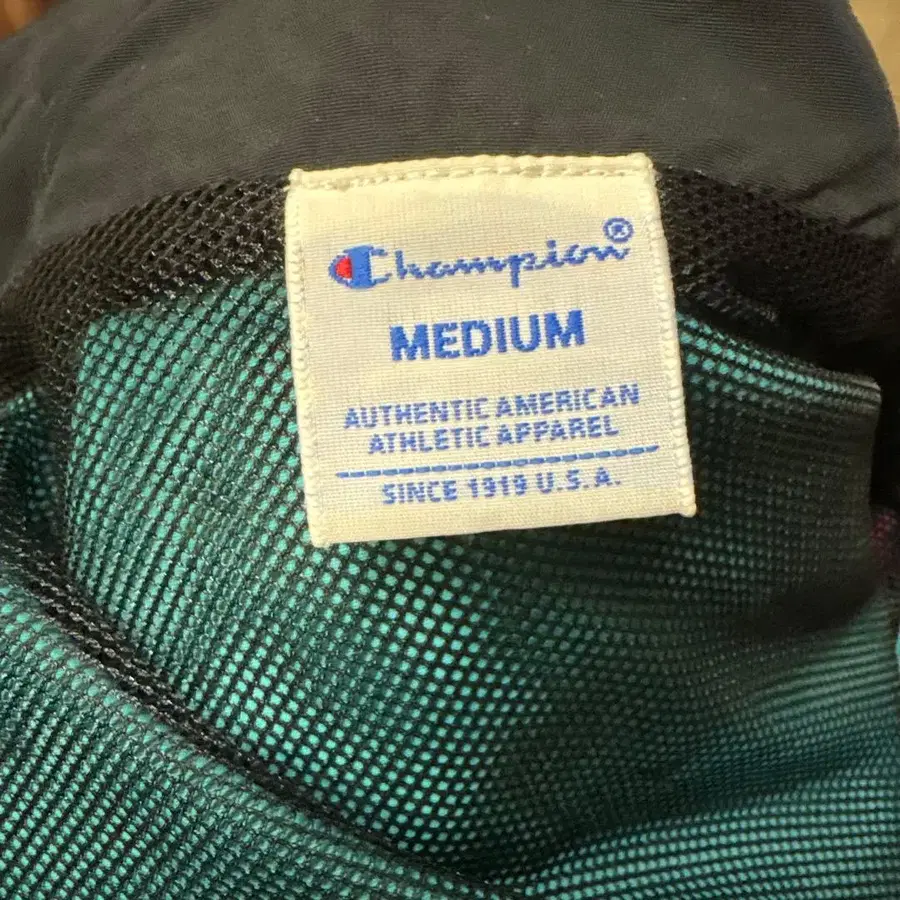 Champion®
MEDIUM
AUTHENTIC AMERICAN
ATHLETIC APPAREL
SINCE 1919 U.S.A.